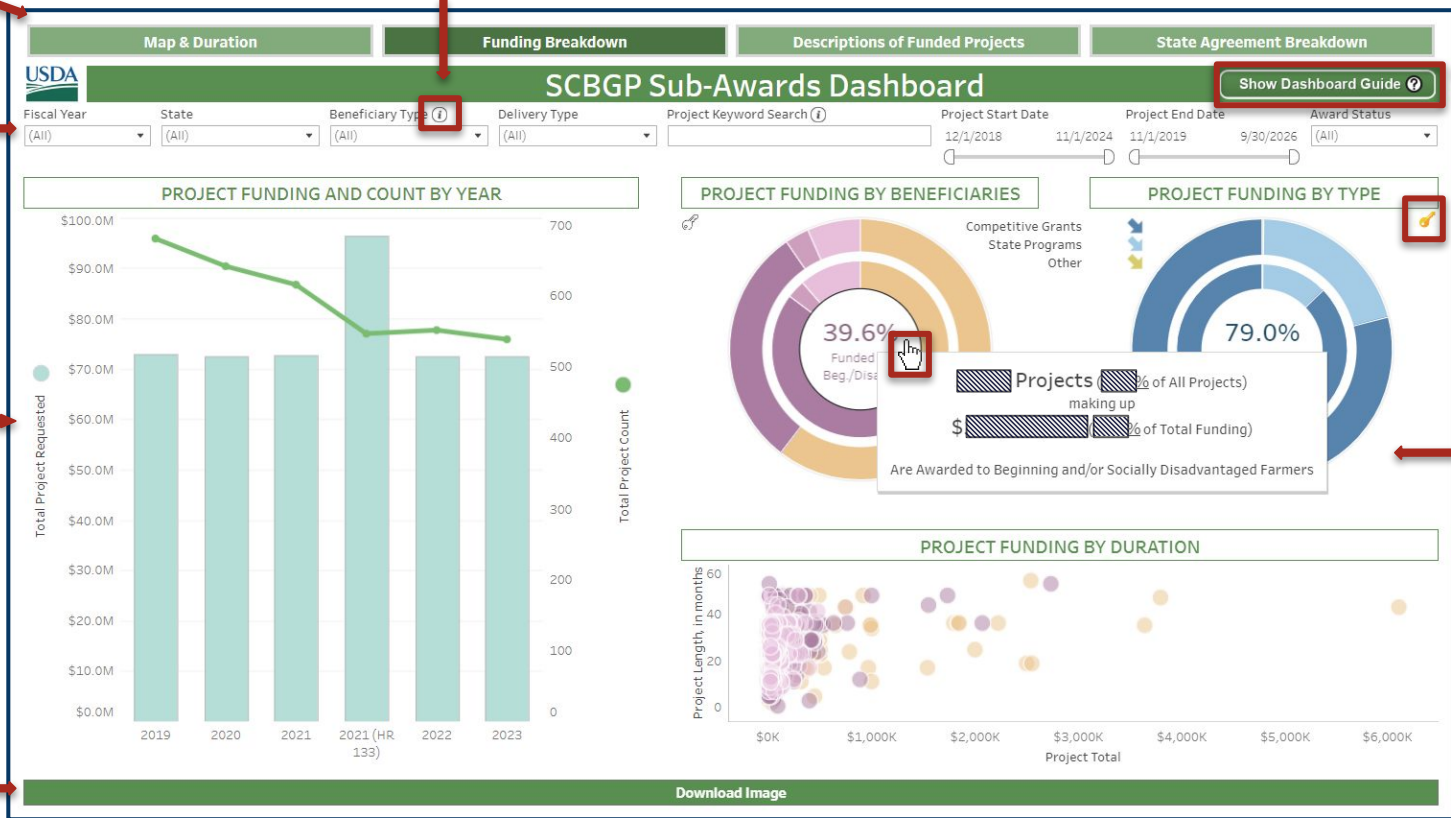 Map & Duration
Funding Breakdown
Descriptions of Funded Projects
State Agreement Breakdown
USDA
SCBGP Sub-Awards Dashboard
Show Dashboard Guide ?
Fiscal Year
State
Beneficiary Type i
Delivery Type
Project Keyword Search i
Project Start Date
Project End Date
Award Status
(All)
(All)
(All)
(All)
12/1/2018
11/1/2024
11/1/2019
9/30/2026
(All)
PROJECT FUNDING AND COUNT BY YEAR
$100.0M
$90.0M
$80.0M
$70.0M
$60.0M
$50.0M
$40.0M
$30.0M
$20.0M
$10.0M
$0.0M
Total Project Requested
700
600
500
400
300
200
100
0
Total Project Count
2019
2020
2021
2021 (HR
133)
2022
2023
PROJECT FUNDING BY BENEFICIARIES
39.6%
Funded
Beg./Disa
PROJECT FUNDING BY TYPE
Competitive Grants
State Programs
Other
79.0%
Projects ( % of All Projects)
making up
$ ( % of Total Funding)
Are Awarded to Beginning and/or Socially Disadvantaged Farmers
PROJECT FUNDING BY DURATION
Project Length, in months
60
40
20
0
$0K
$1,000K
$2,000K
$3,000K
$4,000K
$5,000K
$6,000K
Project Total
Download Image